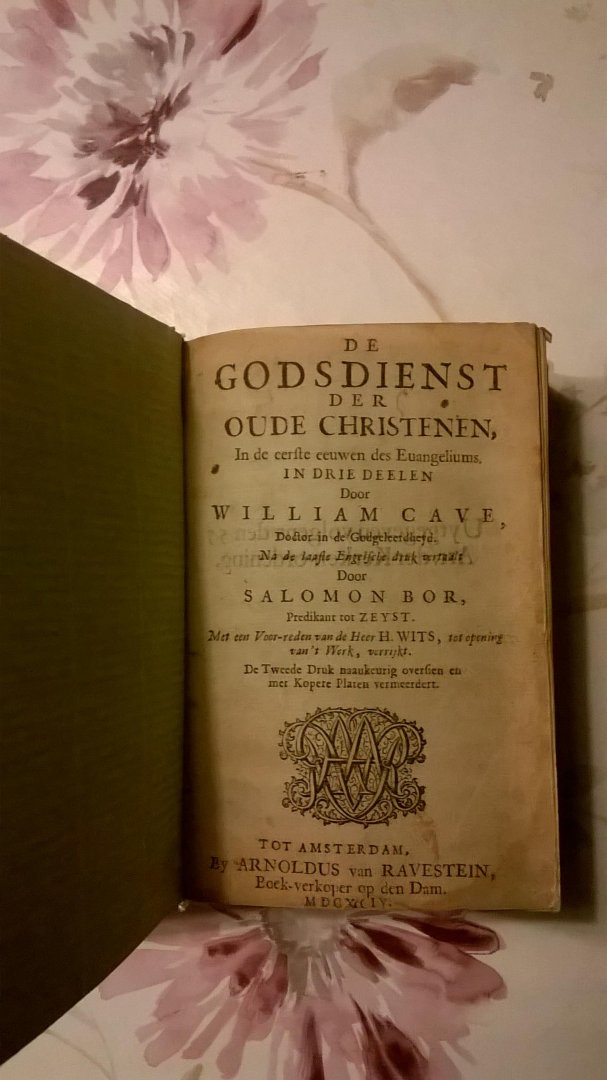 DE
GODSDIENST
DER
OUDE CHRISTENEN,
In de eerſte eeuwen des Euangeliums.
IN DRIE DEELEN
Door
WILLIAM CAVE,
Doctor in de Godgeleerdheyd.
Na de laaſte Engelſche druk vertaalt
Door
SALOMON BOR,
Predikant tot ZEYST.
Met een Voor-reden van de Heer H. WITS, tot opening
van't Werk, verrijkt.
De Tweede Druk naaukeurig overſien en
met Kopere Platen vermeerdert.
TOT AMSTERDAM,
By ARNOLDUS van RAVESTEIN,
Boek-verkoper op den Dam.
MDCXCIV.